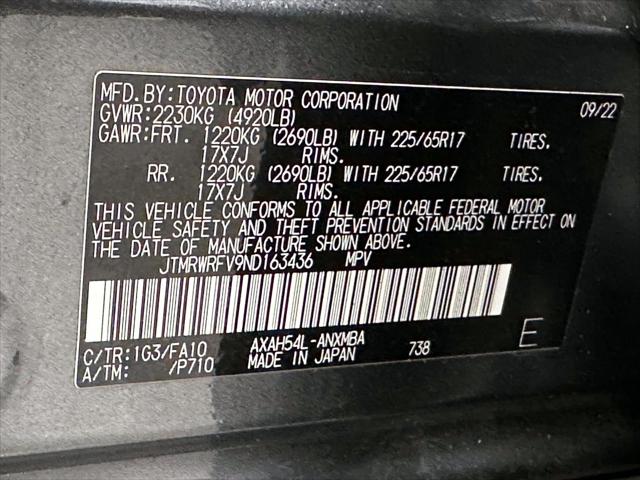 MFD. BY: TOYOTA MOTOR CORPORATION 09/22
GVWR: 2230KG (4920LB)
GAWR: FRT. 1220KG (2690LB) WITH 225/65R17 TIRES.
17X7J RIMS.
RR. 1220KG (2690LB) WITH 225/65R17 TIRES.
17X7J RIMS.
THIS VEHICLE CONFORMS TO ALL APPLICABLE FEDERAL MOTOR
VEHICLE SAFETY AND THEFT PREVENTION STANDARDS IN EFFECT ON
THE DATE OF MANUFACTURE SHOWN ABOVE.
JTMRWRFV9ND163436 MPV
C/TR: 1G3/FA10 AXAH54L-ANXMBA 738 E
A/TM: /P710 MADE IN JAPAN